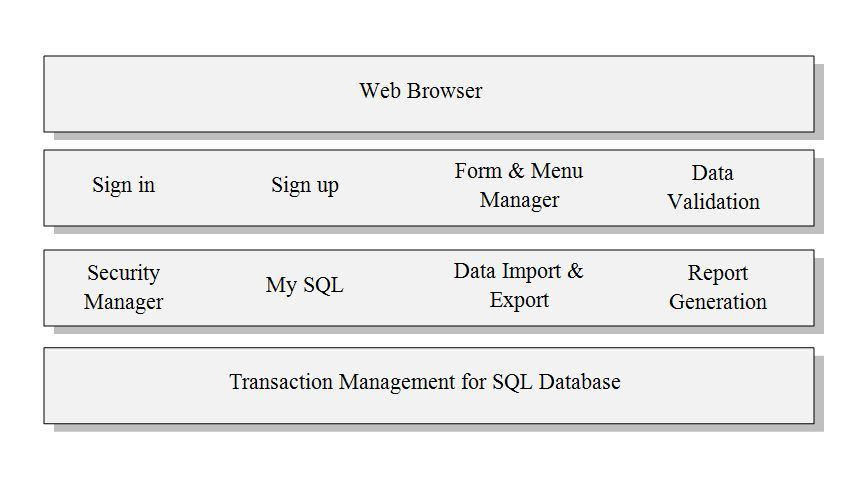 Web Browser
Sign in
Sign up
Form & Menu
Manager
Data
Validation
Security
Manager
My SQL
Data Import &
Export
Report
Generation
Transaction Management for SQL Database